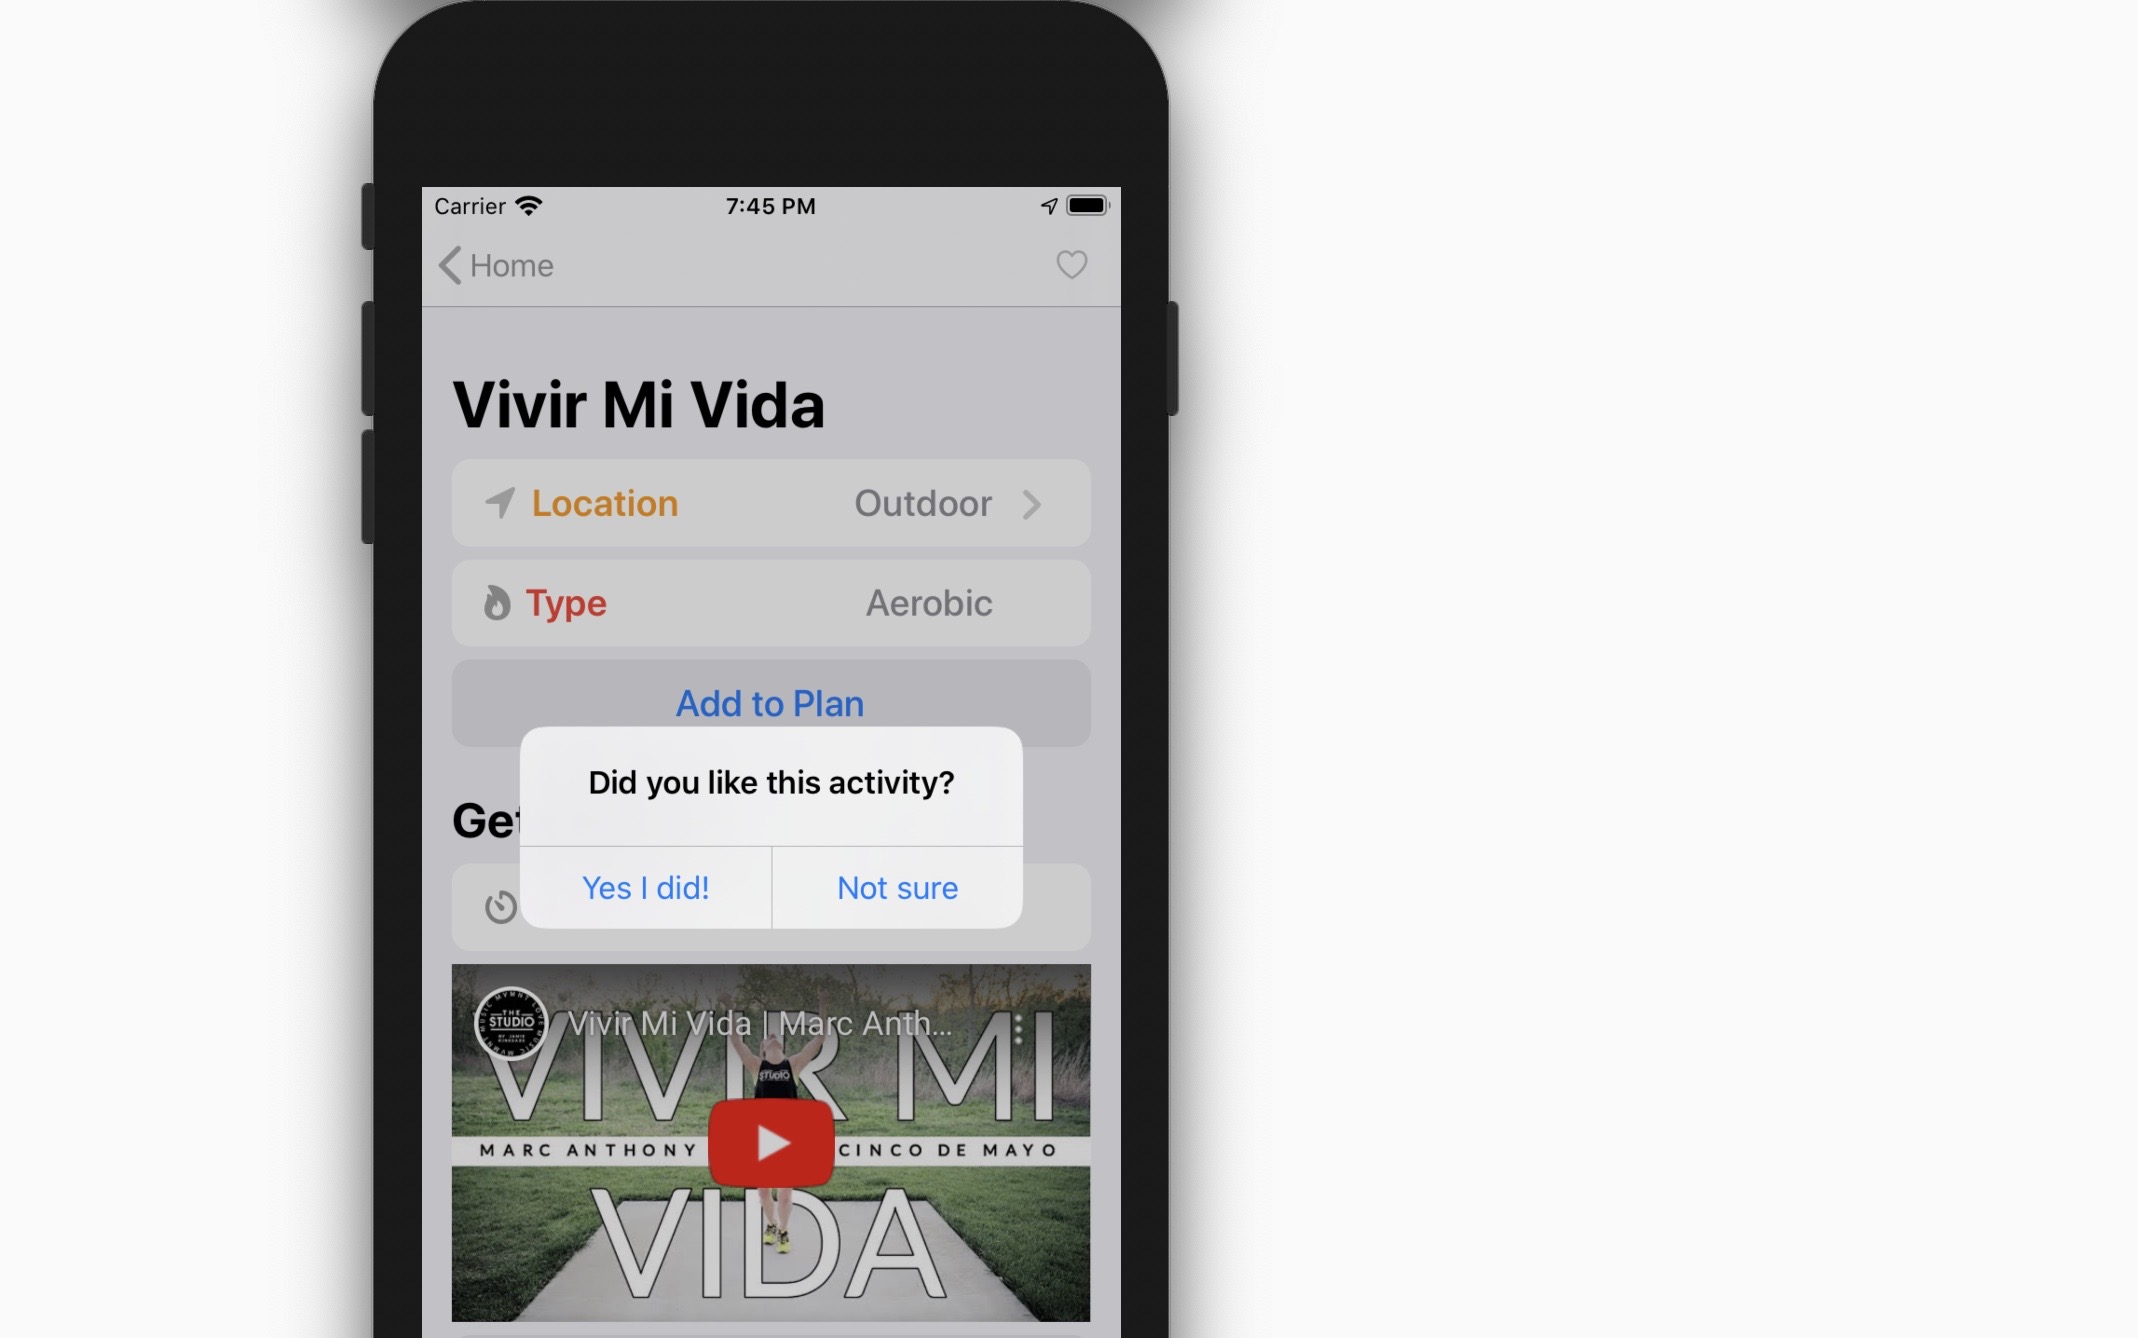 Carrier 7:45 PM
Home
Vivir Mi Vida
Location Outdoor
Type Aerobic
Add to Plan
Did you like this activity?
Yes I did! Not sure
Vivir Mi Vida | Marc Anth...
THE
STUDIO
STUDIO
VIVIR MI
MARC ANTHONY CINCO DE MAYO
VIDA